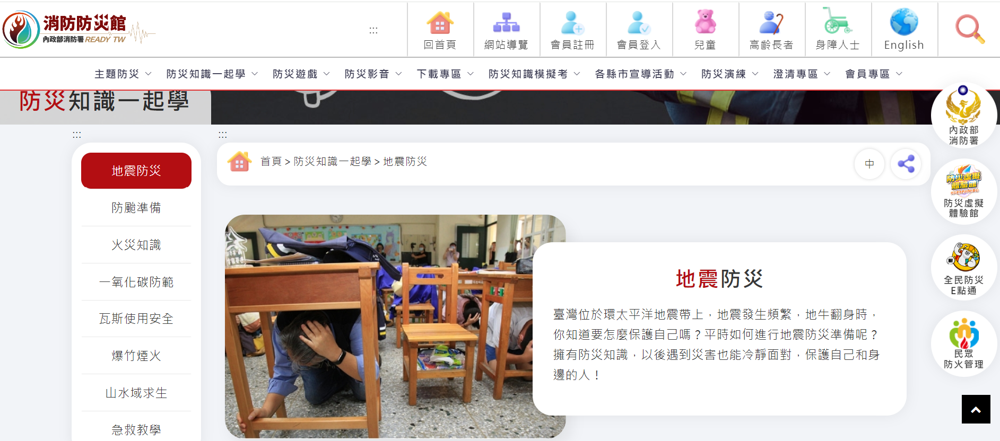 消防防災館
內政部消防署 READY TW
:::
回首頁
網站導覽
會員註冊
會員登入
兒童
高齡長者
身障人士
English
主題防災
防災知識一起學
防災遊戲
防災影音
下載專區
防災知識模擬考
各縣市宣導活動
防災演練
澄清專區
會員專區
防災知識一起學
:::
地震防災
防颱準備
火災知識
一氧化碳防範
瓦斯使用安全
爆竹煙火
山水域求生
急救教學
:::
首頁 > 防災知識一起學 > 地震防災
中
地震防災
臺灣位於環太平洋地震帶上，地震發生頻繁，地牛翻身時，
你知道要怎麼保護自己嗎？平時如何進行地震防災準備呢？
擁有防災知識，以後遇到災害也能冷靜面對，保護自己和身
邊的人！
內政部
消防署
防災虛擬
體驗館
防災虛擬
體驗館
全民防災
E點通
民眾
防火管理